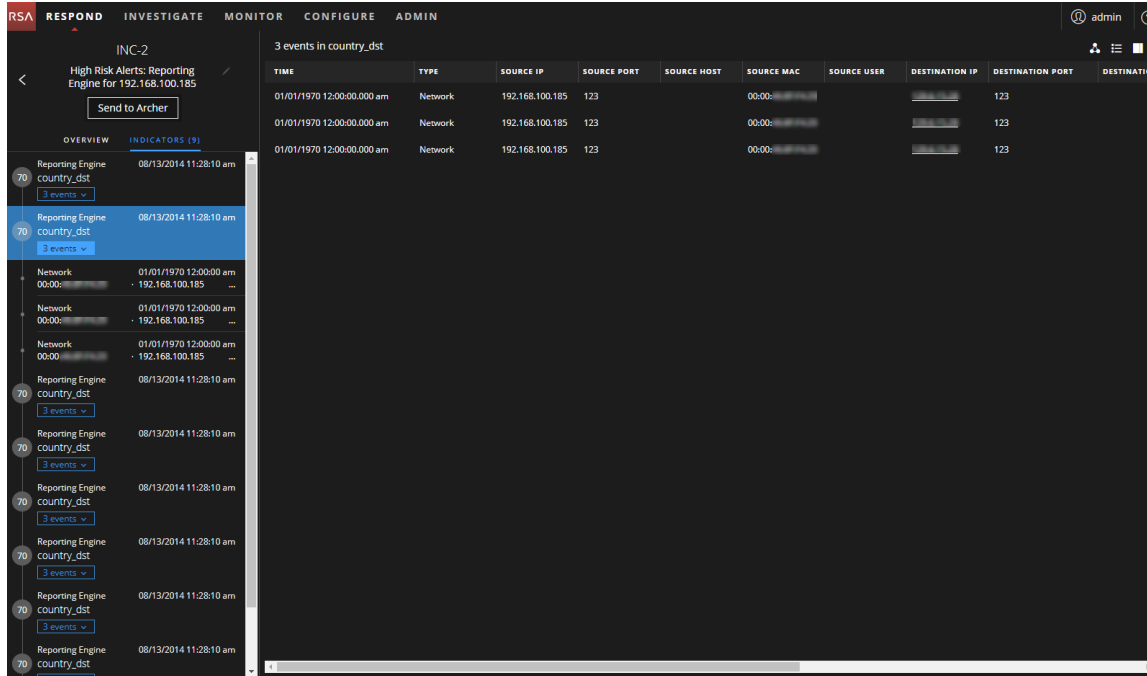 RSA RESPOND INVESTIGATE MONITOR CONFIGURE ADMIN admin
INC-2
High Risk Alerts: Reporting
Engine for 192.168.100.185
Send to Archer
OVERVIEW INDICATORS (9)
Reporting Engine 08/13/2014 11:28:10 am
70 country_dst
3 events
Reporting Engine 08/13/2014 11:28:10 am
70 country_dst
3 events
Network 01/01/1970 12:00:00 am
00:00: · 192.168.100.185 ...
Network 01/01/1970 12:00:00 am
00:00: · 192.168.100.185 ...
Network 01/01/1970 12:00:00 am
00:00 · 192.168.100.185 ...
Reporting Engine 08/13/2014 11:28:10 am
70 country_dst
3 events
Reporting Engine 08/13/2014 11:28:10 am
70 country_dst
3 events
Reporting Engine 08/13/2014 11:28:10 am
70 country_dst
3 events
Reporting Engine 08/13/2014 11:28:10 am
70 country_dst
3 events
Reporting Engine 08/13/2014 11:28:10 am
70 country_dst
3 events
Reporting Engine 08/13/2014 11:28:10 am
70 country_dst
3 events in country_dst
TIME TYPE SOURCE IP SOURCE PORT SOURCE HOST SOURCE MAC SOURCE USER DESTINATION IP DESTINATION PORT DESTINATI
01/01/1970 12:00:00.000 am Network 192.168.100.185 123 00:00: 123
01/01/1970 12:00:00.000 am Network 192.168.100.185 123 00:00: 123
01/01/1970 12:00:00.000 am Network 192.168.100.185 123 00:00: 123